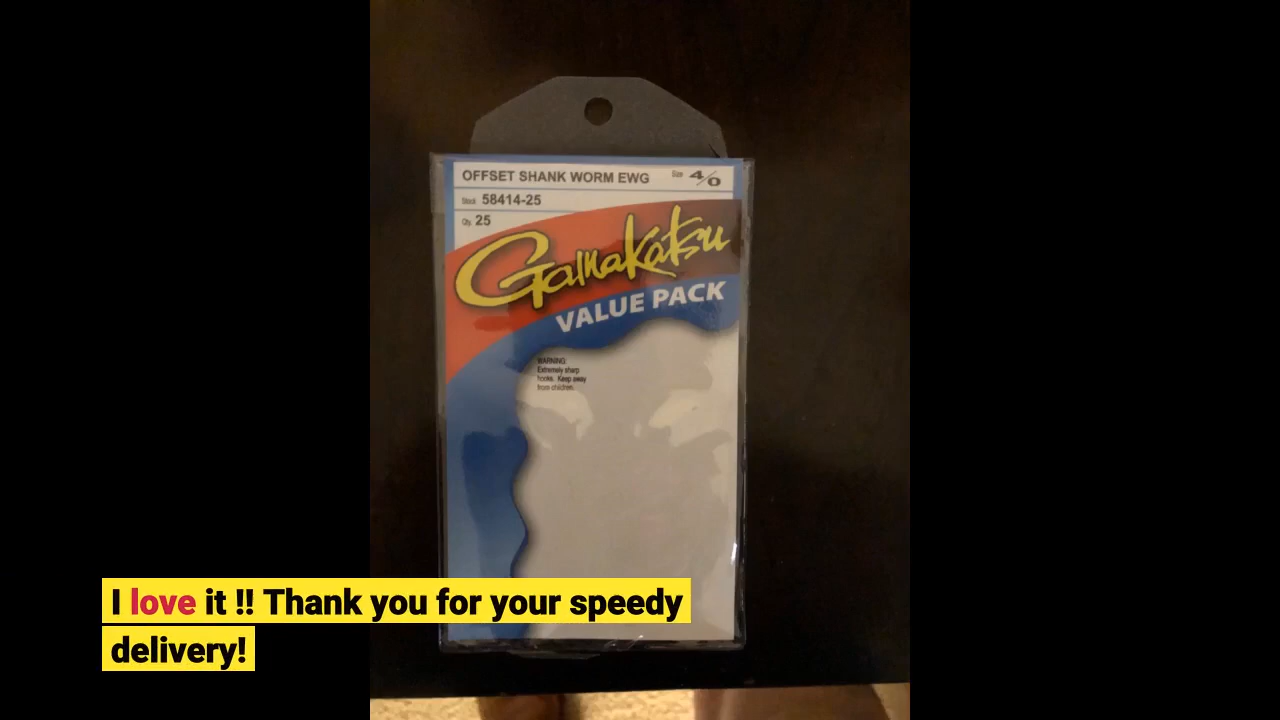 OFFSET SHANK WORM EWG Size 4/0
Stock 58414-25
Qty. 25
Gamakatsu
VALUE PACK
WARNING:
Extremely sharp
hooks. Keep away
from children.
I love it !! Thank you for your speedy
delivery!